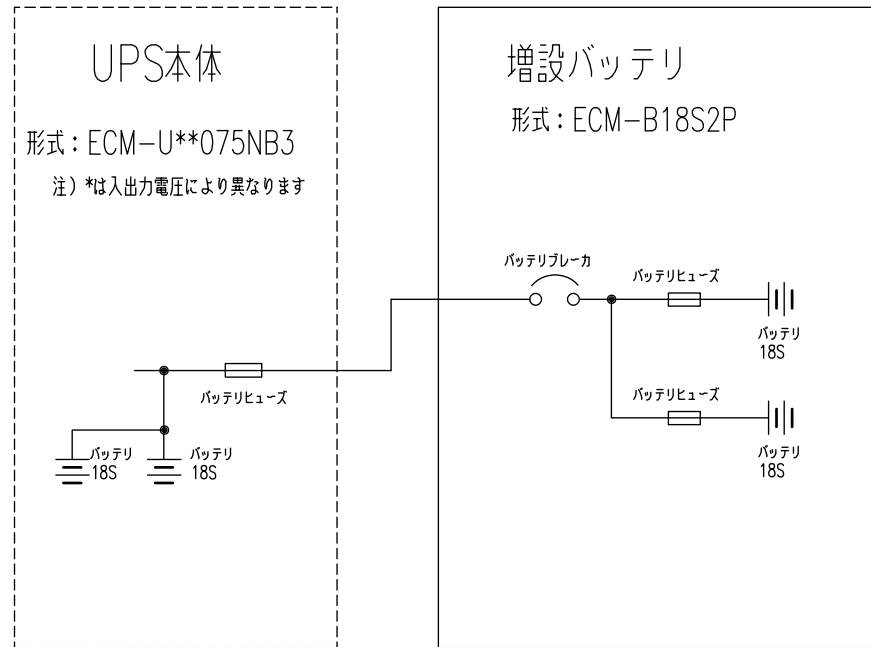 UPS本体
形式：ECM-U**075NB3
注）*は入出力電圧により異なります
バッテリヒューズ
バッテリ
18S
バッテリ
18S
増設バッテリ
形式：ECM-B18S2P
バッテリブレーカ
バッテリヒューズ
バッテリ
18S
バッテリヒューズ
バッテリ
18S